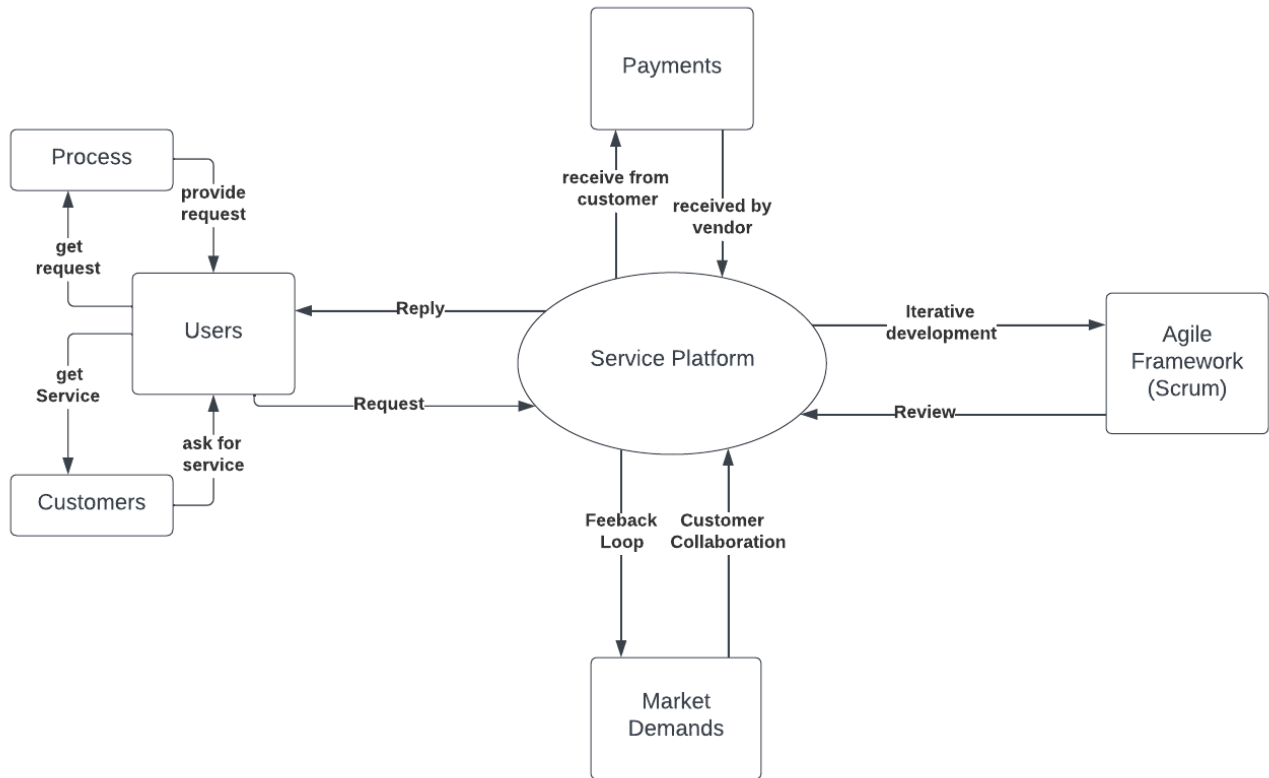 Payments
Process
provide
request
receive from
customer
received by
vendor
get
request
Users
Reply
Service Platform
Iterative
development
Agile
Framework
(Scrum)
get
Service
Request
Review
ask for
service
Customers
Feeback
Loop
Customer
Collaboration
Market
Demands